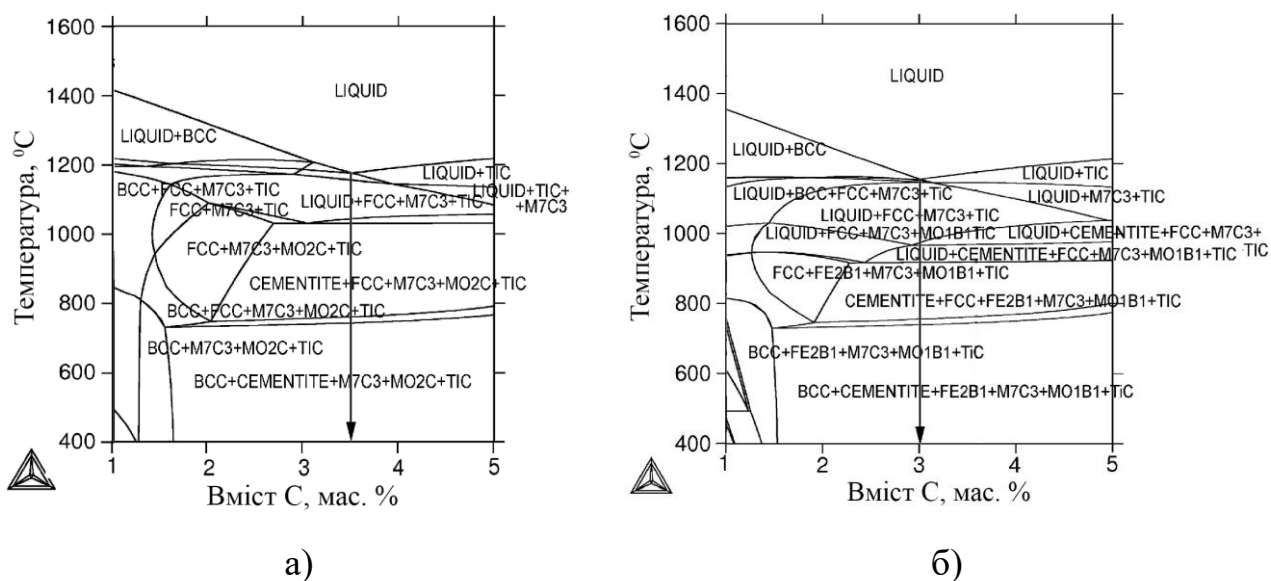 1600
1400
1200
1000
800
600
400
1
2
3
4
5
Температура, ⁰C
Вміст C, мас. %
LIQUID
LIQUID+BCC
LIQUID+TIC
LIQUID+TIC+
+M7C3
BCC+FCC+M7C3+TIC
FCC+M7C3+TIC
LIQUID+FCC+M7C3+TIC
FCC+M7C3+MO2C+TIC
CEMENTITE+FCC+M7C3+MO2C+TIC
BCC+FCC+M7C3+MO2C+TIC
BCC+M7C3+MO2C+TIC
BCC+CEMENTITE+M7C3+MO2C+TIC
а)
1600
1400
1200
1000
800
600
400
1
2
3
4
5
Температура, ⁰C
Вміст C, мас. %
LIQUID
LIQUID+BCC
LIQUID+TIC
LIQUID+BCC+FCC+M7C3+TIC
LIQUID+M7C3+TIC
LIQUID+FCC+M7C3+TIC
LIQUID+FCC+M7C3+MO1B1TIC
LIQUID+CEMENTITE+FCC+M7C3+
TIC
LIQUID+CEMENTITE+FCC+M7C3+MO1B1+TIC
FCC+FE2B1+M7C3+MO1B1+TIC
CEMENTITE+FCC+FE2B1+M7C3+MO1B1+TIC
BCC+FE2B1+M7C3+MO1B1+TiC
BCC+CEMENTITE+FE2B1+M7C3+MO1B1+TiC
б)